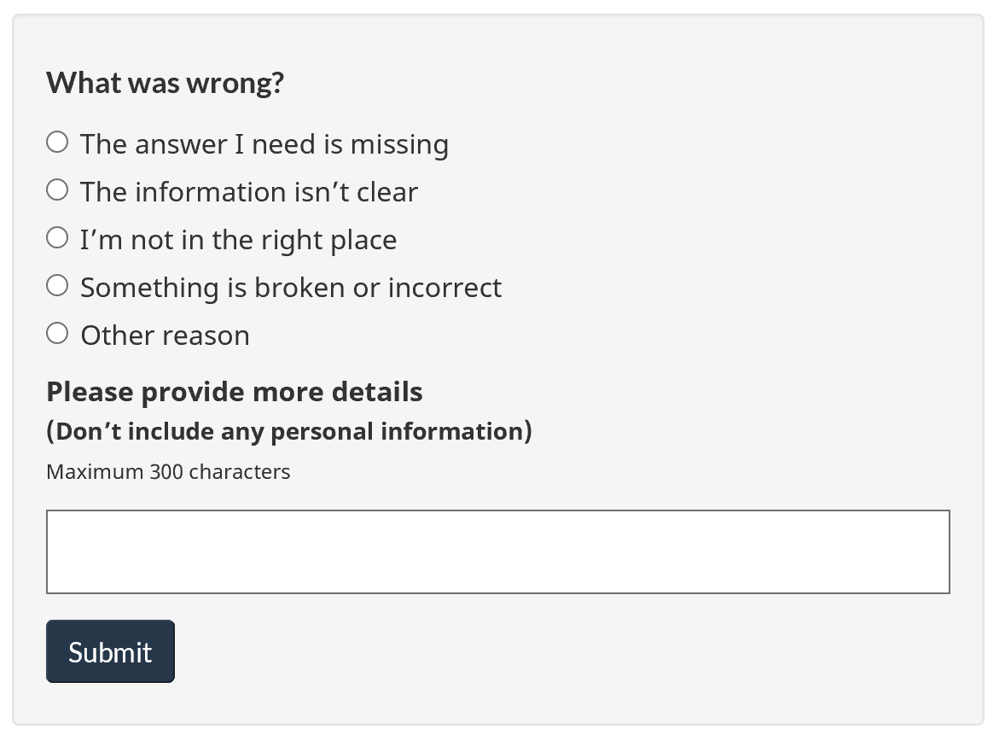 What was wrong?
The answer I need is missing
The information isn’t clear
I’m not in the right place
Something is broken or incorrect
Other reason
Please provide more details
(Don’t include any personal information)
Maximum 300 characters
Submit